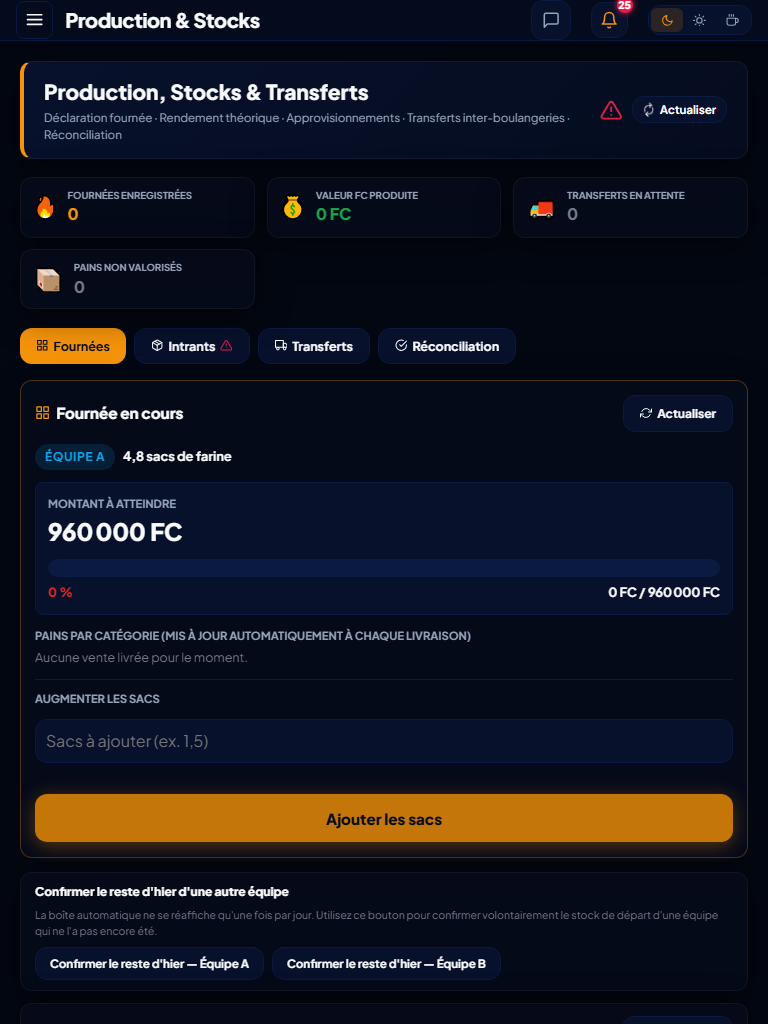 Production & Stocks
25
Production, Stocks & Transferts
Déclaration fournée · Rendement théorique · Approvisionnements · Transferts inter-boulangeries ·
Réconciliation
Actualiser
FOURNÉES ENREGISTRÉES
0
VALEUR FC PRODUITE
0 FC
TRANSFERTS EN ATTENTE
0
PAINS NON VALORISÉS
0
Fournées
Intrants
Transferts
Réconciliation
Fournée en cours
Actualiser
ÉQUIPE A
4,8 sacs de farine
MONTANT À ATTEINDRE
960 000 FC
0 %
0 FC / 960 000 FC
PAINS PAR CATÉGORIE (MIS À JOUR AUTOMATIQUEMENT À CHAQUE LIVRAISON)
Aucune vente livrée pour le moment.
AUGMENTER LES SACS
Sacs à ajouter (ex. 1,5)
Ajouter les sacs
Confirmer le reste d'hier d'une autre équipe
La boîte automatique ne se réaffiche qu'une fois par jour. Utilisez ce bouton pour confirmer volontairement le stock de départ d'une équipe
qui ne l'a pas encore été.
Confirmer le reste d'hier — Équipe A
Confirmer le reste d'hier — Équipe B